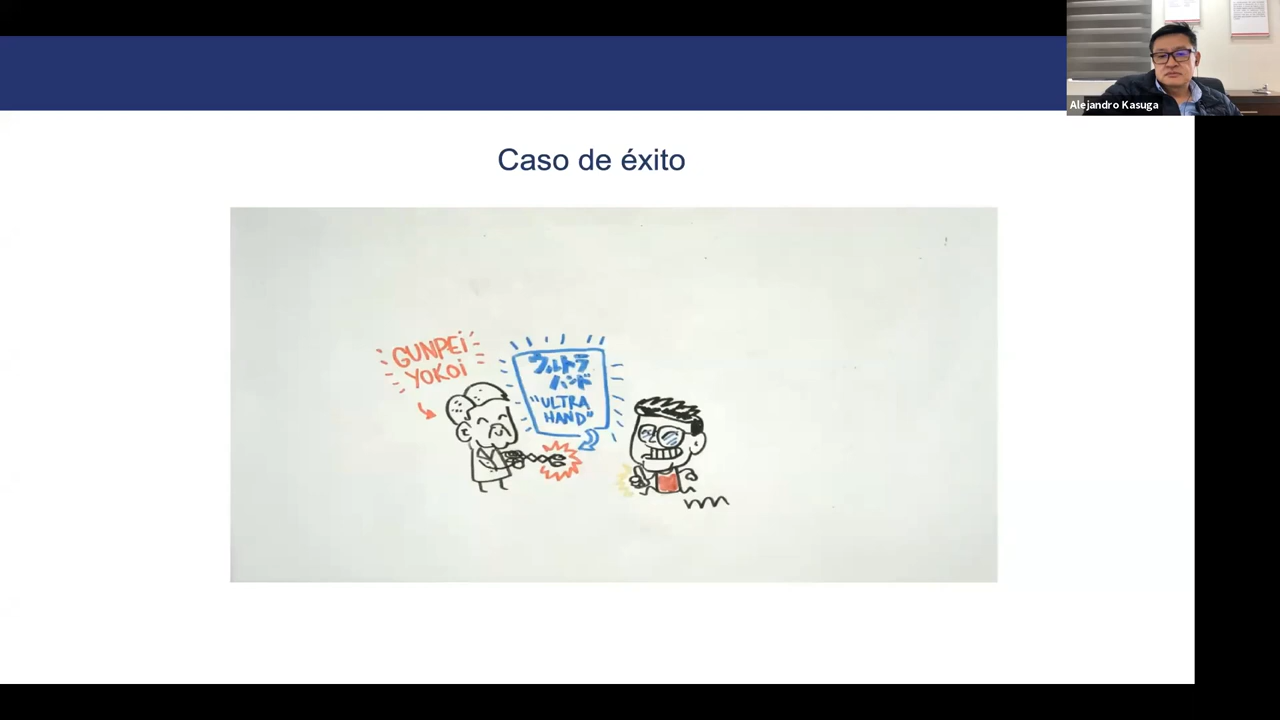 Alejandro Kasuga
Caso de éxito
GUNPEi
YOKOi
ウルトラ
ハンド
"ULTRA
HAND"